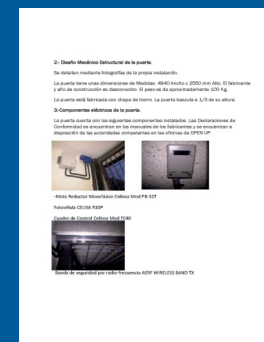 2.- Diseño Mecánico Estructural de la puerta.
Se detallan mediante fotografías de la propia instalación.
La puerta tiene unas dimensiones de Medidas: 4940 Ancho x 2550 mm Alto. El fabricante
y año de construcción es desconocido. El peso es de aproximadamente 100 Kg.
La puerta está fabricada con chapa de hierro. La puerta bascula a 1/3 de su altura.
3.-Componentes eléctricos de la puerta.
La puerta cuenta con los siguientes componentes instalados. Las Declaraciones de
Conformidad se encuentran en los manuales de los fabricantes y se encuentran a
disposición de las autoridades competentes en las oficinas de OPEN UP.
-Moto Reductor Monofásico Celinsa Mod PB-32T
Fotocélula CELISA R10P
Cuadro de Control Celinsa Mod FC40
Banda de seguridad por radio-frecuencia AERF WIRELESS BAND TX